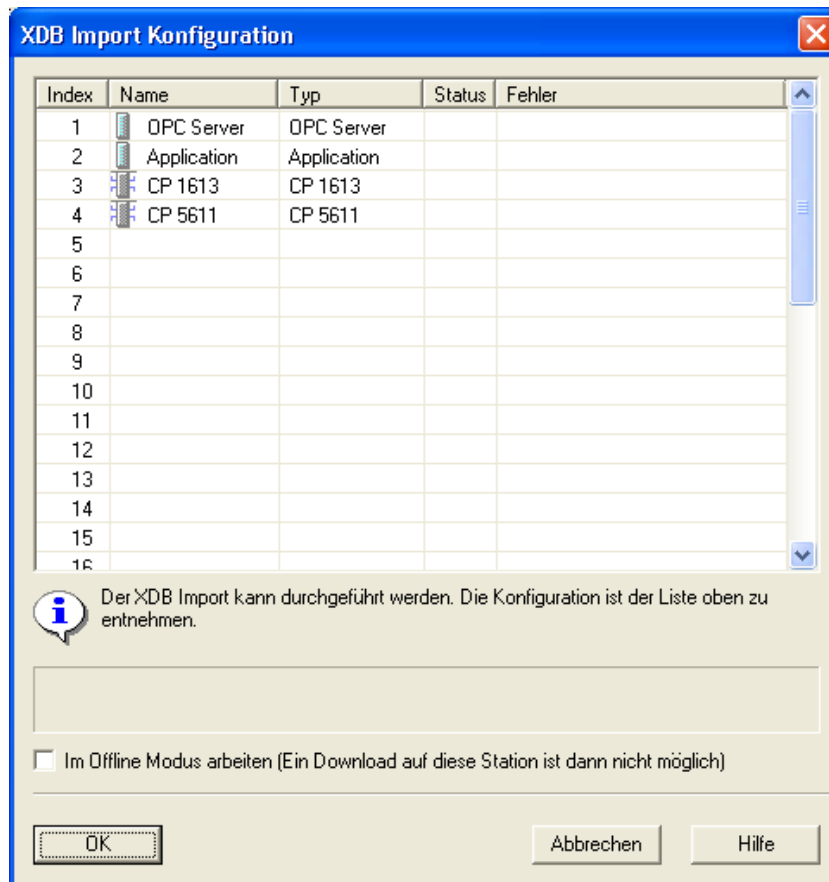 XDB Import Konfiguration
Index Name Typ Status Fehler
1 OPC Server OPC Server
2 Application Application
3 CP 1613 CP 1613
4 CP 5611 CP 5611
5
6
7
8
9
10
11
12
13
14
15
16
Der XDB Import kann durchgeführt werden. Die Konfiguration ist der Liste oben zu
entnehmen.
Im Offline Modus arbeiten (Ein Download auf diese Station ist dann nicht möglich)
OK Abbrechen Hilfe